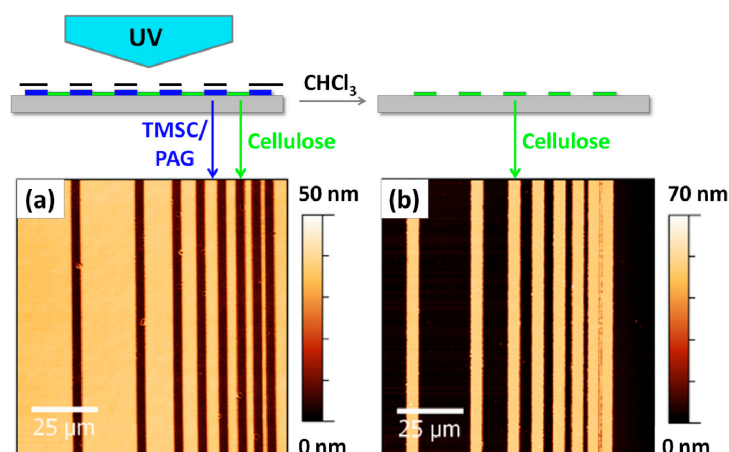 UV
CHCl₃
TMSC/
PAG
Cellulose
Cellulose
(a)
50 nm
25 μm
0 nm
(b)
70 nm
25 μm
0 nm